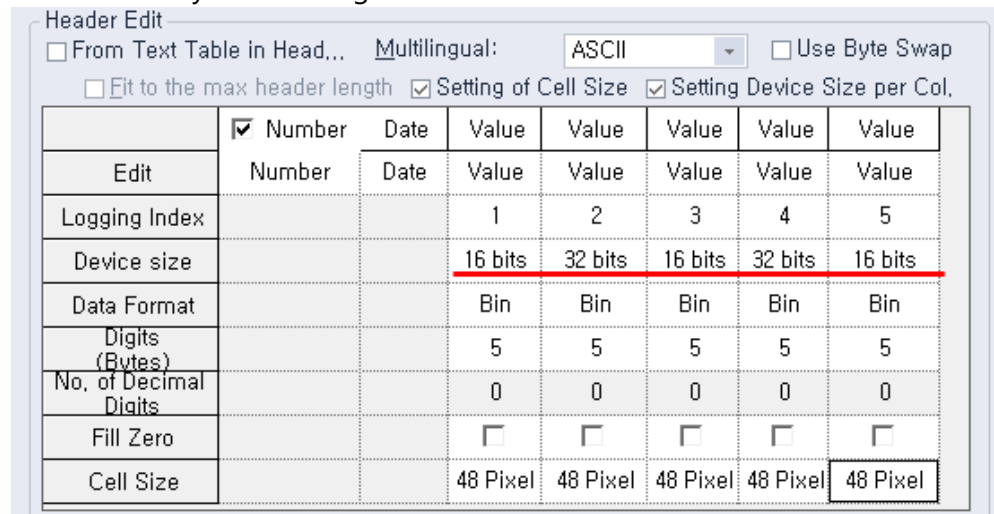 Header Edit
From Text Table in Head,,, Multilingual: ASCII Use Byte Swap
Fit to the max header length Setting of Cell Size Setting Device Size per Col,
Number Date Value Value Value Value Value
Edit Number Date Value Value Value Value Value
Logging Index 1 2 3 4 5
Device size 16 bits 32 bits 16 bits 32 bits 16 bits
Data Format Bin Bin Bin Bin Bin
Digits
(Bytes) 5 5 5 5 5
No, of Decimal
Digits 0 0 0 0 0
Fill Zero
Cell Size 48 Pixel 48 Pixel 48 Pixel 48 Pixel 48 Pixel